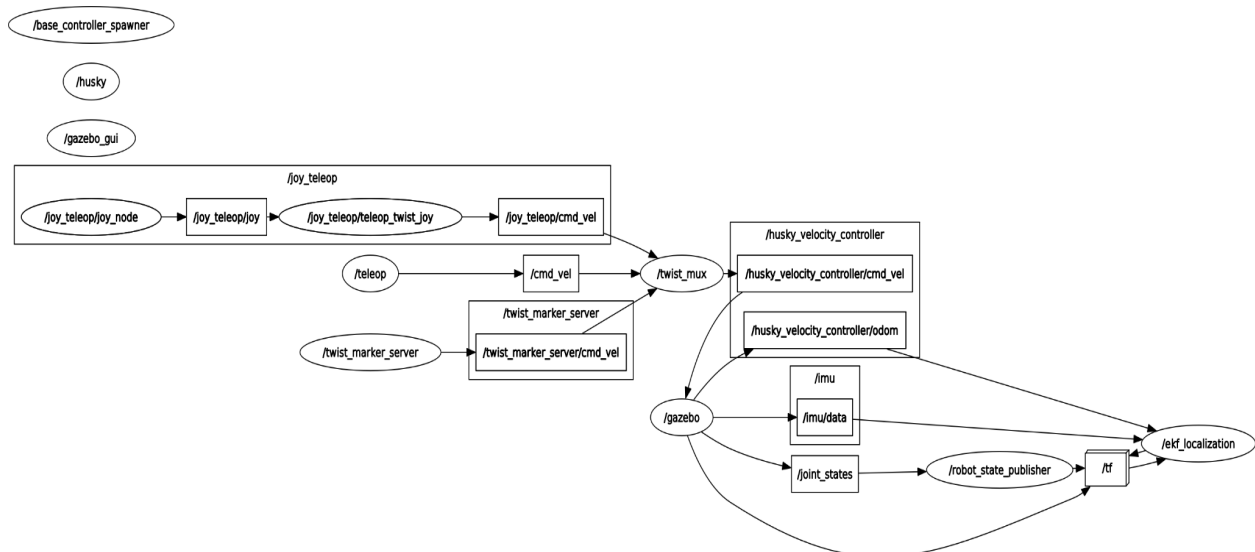 /base_controller_spawner
/husky
/gazebo_gui
/joy_teleop
/joy_teleop/joy_node
/joy_teleop/joy
/joy_teleop/teleop_twist_joy
/joy_teleop/cmd_vel
/teleop
/cmd_vel
/twist_mux
/husky_velocity_controller
/husky_velocity_controller/cmd_vel
/husky_velocity_controller/odom
/twist_marker_server
/twist_marker_server
/twist_marker_server/cmd_vel
/gazebo
/imu
/imu/data
/joint_states
/robot_state_publisher
/tf
/ekf_localization